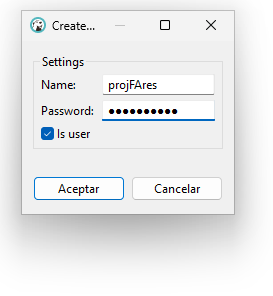 Create...
Settings
Name: projFAres
Password: ●●●●●●●●●●
Is user
Aceptar Cancelar